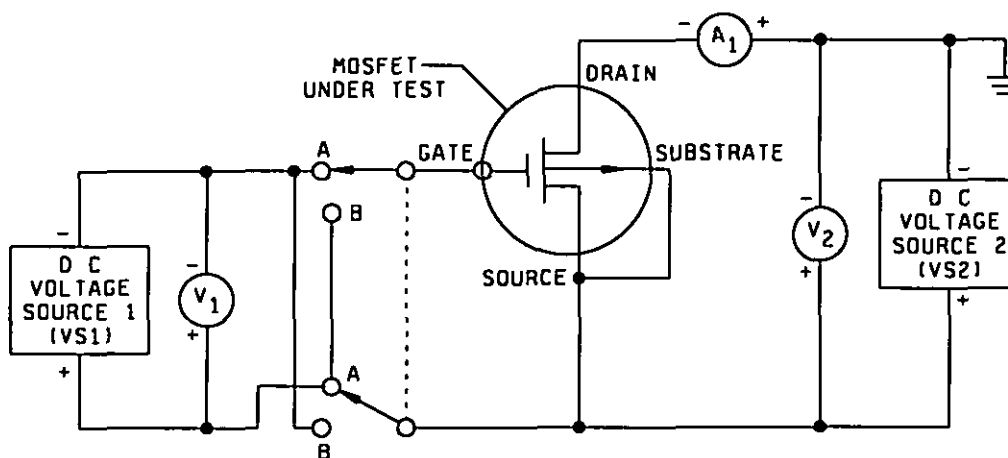 MOSFET
UNDER TEST
DRAIN
- A1 +
A
GATE
SUBSTRATE
B
SOURCE
-
D C
VOLTAGE
SOURCE 1
(VS1)
+
-
V1
+
A
B
-
V2
+
-
D C
VOLTAGE
SOURCE 2
(VS2)
+